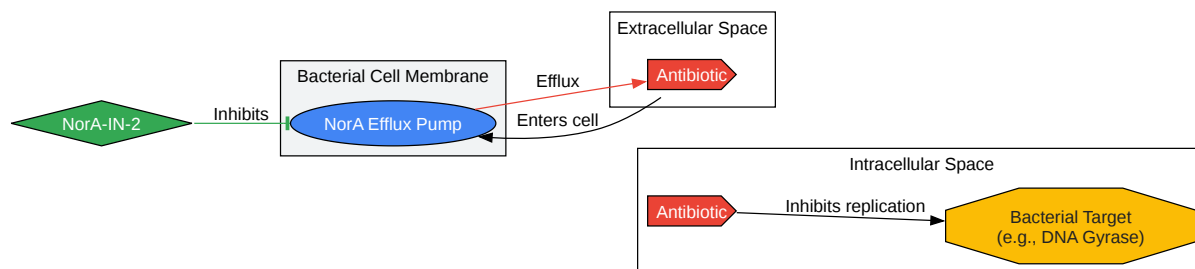 Extracellular Space
Antibiotic
Bacterial Cell Membrane
Efflux
NorA-IN-2
Inhibits
NorA Efflux Pump
Enters cell
Intracellular Space
Antibiotic
Inhibits replication
Bacterial Target
(e.g., DNA Gyrase)